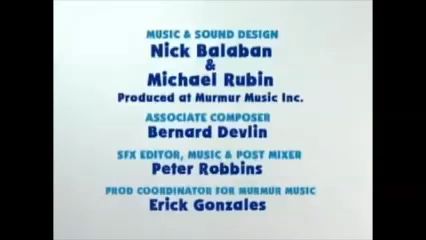 MUSIC & SOUND DESIGN
Nick Balaban
&
Michael Rubin
Produced at Murmur Music Inc.
ASSOCIATE COMPOSER
Bernard Devlin
SFX EDITOR, MUSIC & POST MIXER
Peter Robbins
PROD COORDINATOR FOR MURMUR MUSIC
Erick Gonzales